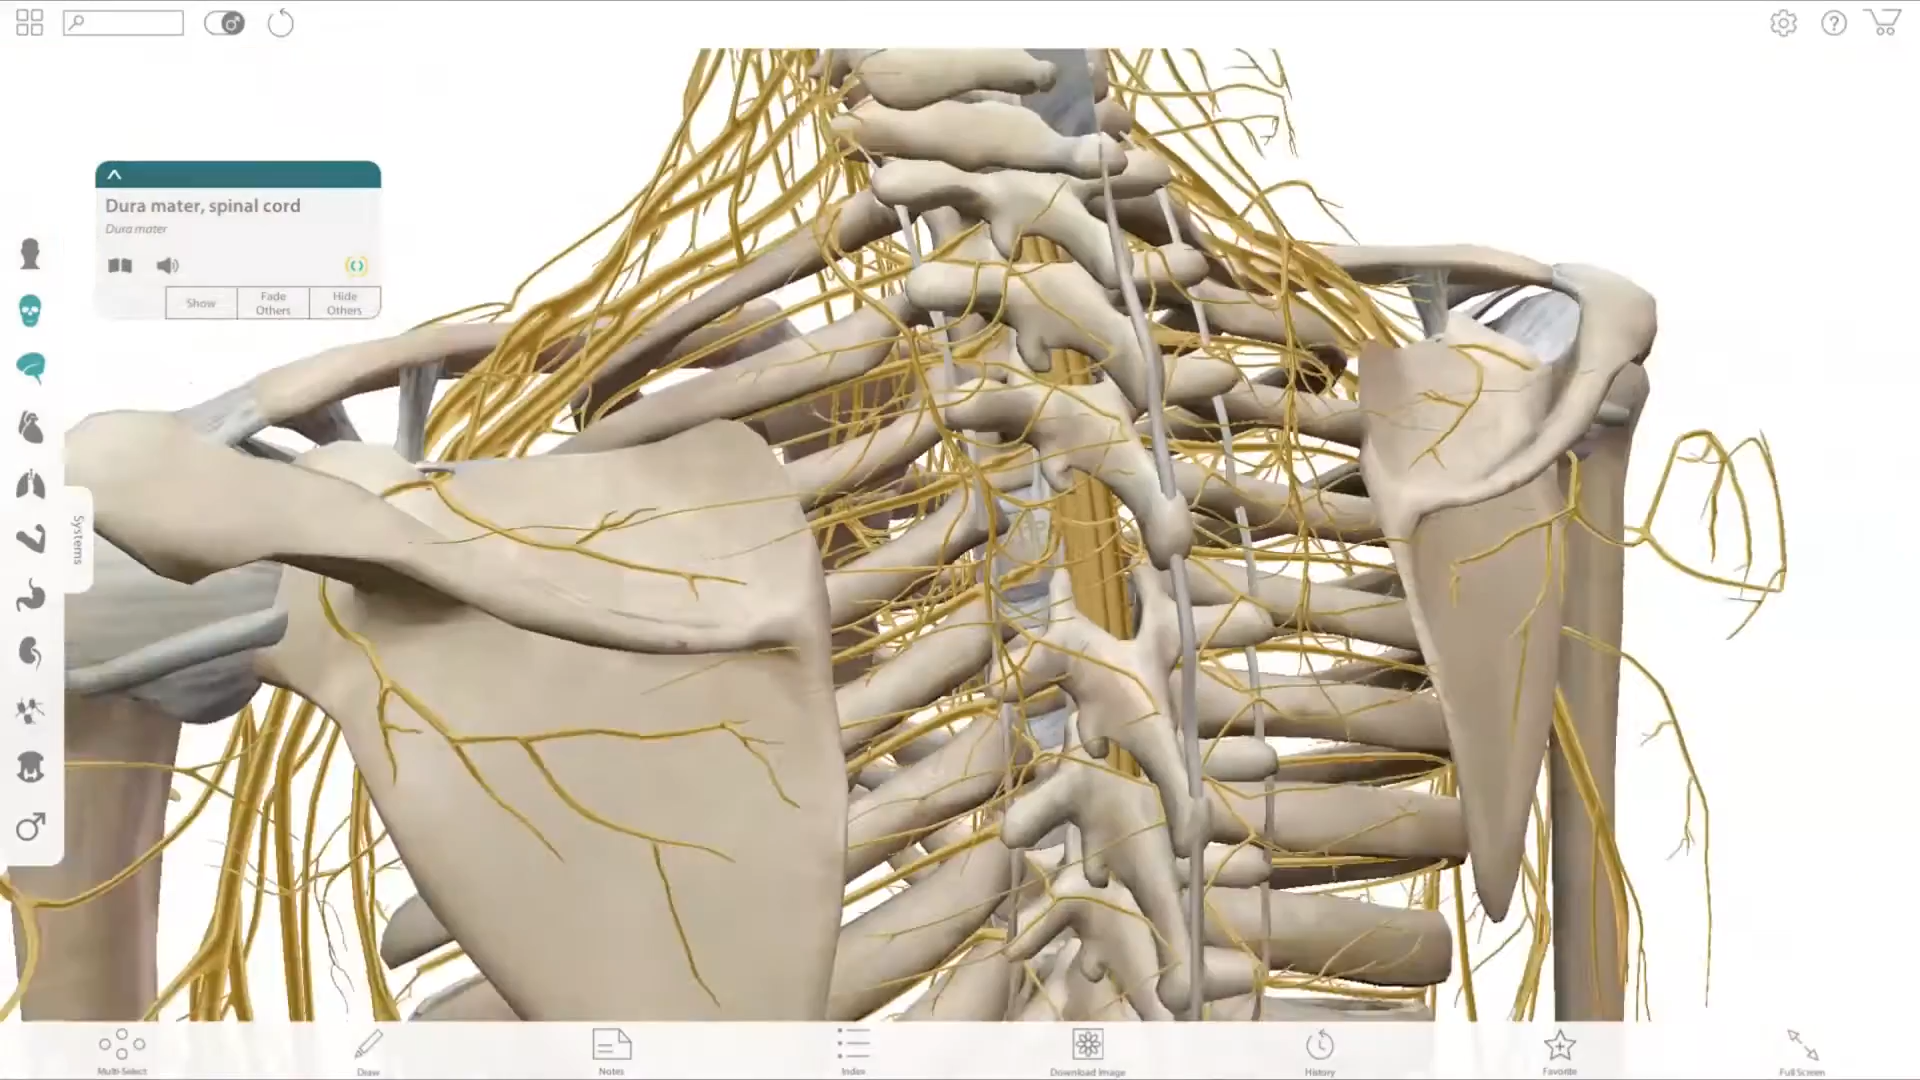 Dura mater, spinal cord
Dura mater
Show
Fade
Others
Hide
Others
Systems
Multi-Select
Draw
Notes
Index
Download Image
History
Favorite
Full Screen